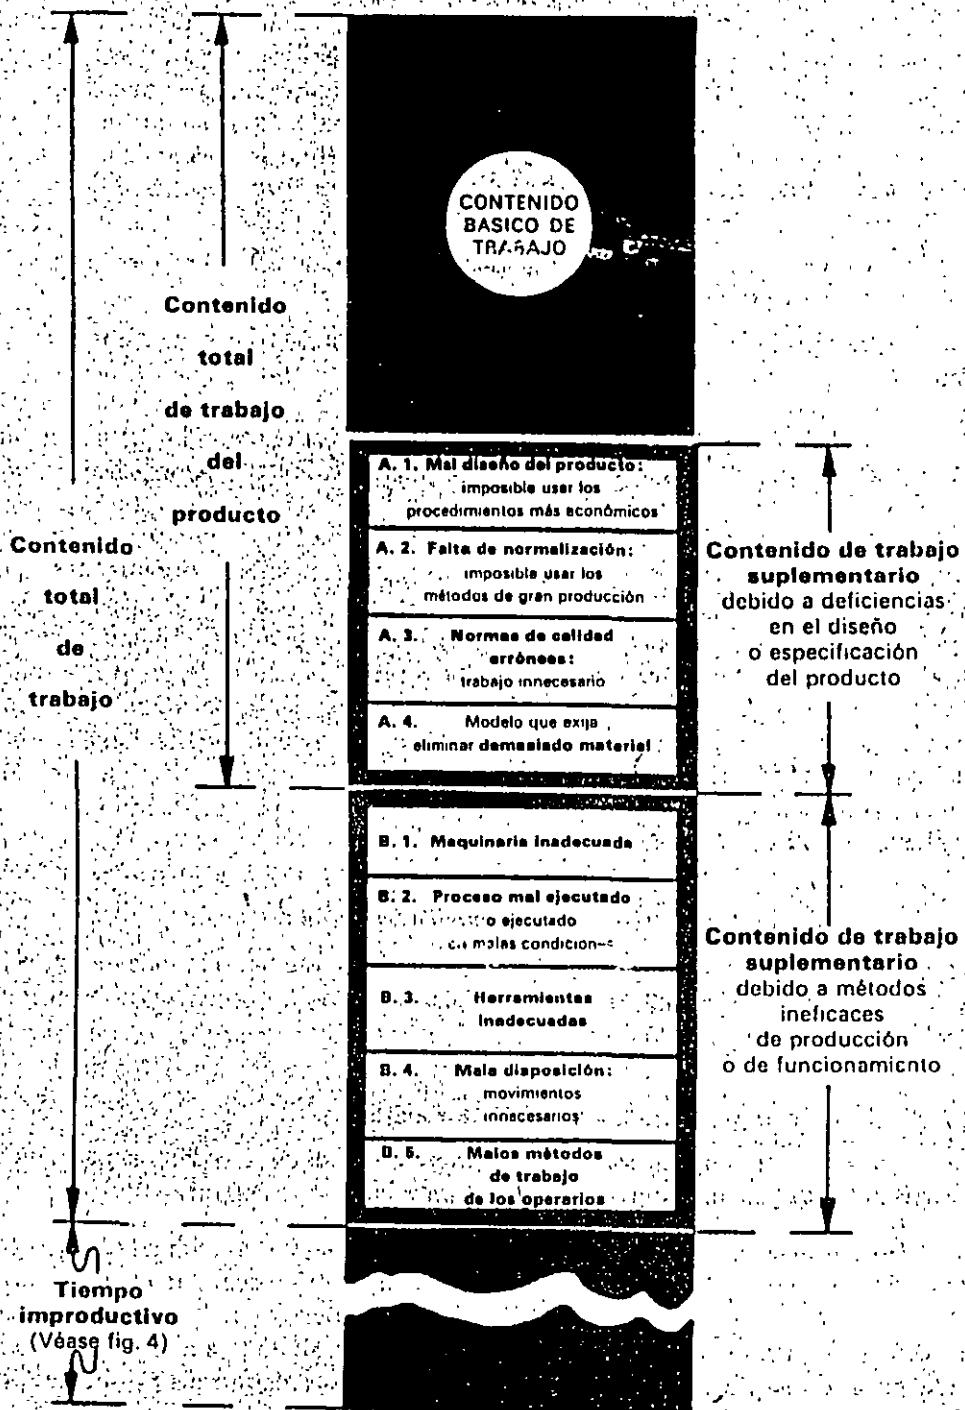 CONTENIDO
BASICO DE
TRABAJO
Contenido
total
de trabajo
del
producto
Contenido
total
de
trabajo
A. 1. Mal diseño del producto:
imposible usar los
procedimientos más económicos
A. 2. Falta de normalización:
imposible usar los
métodos de gran producción
A. 3. Normas de calidad
erróneas:
trabajo innecesario
A. 4. Modelo que exija
eliminar demasiado material
Contenido de trabajo
suplementario
debido a deficiencias
en el diseño
o especificación
del producto
B. 1. Maquinaria inadecuada
B. 2. Proceso mal ejecutado
o ejecutado
en malas condiciones
B. 3. Herramientas
inadecuadas
B. 4. Mala disposición:
movimientos
innecesarios
B. 5. Malos métodos
de trabajo
de los operarios
Contenido de trabajo
suplementario
debido a métodos
ineficaces
de producción
o de funcionamiento
Tiempo
improductivo
(Véase fig. 4)